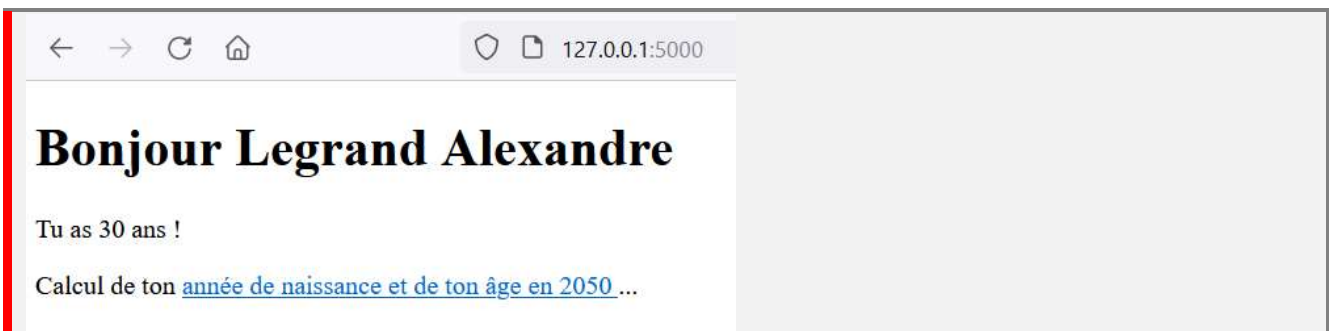 127.0.0.1:5000
Bonjour Legrand Alexandre
Tu as 30 ans !
Calcul de ton année de naissance et de ton âge en 2050 ...